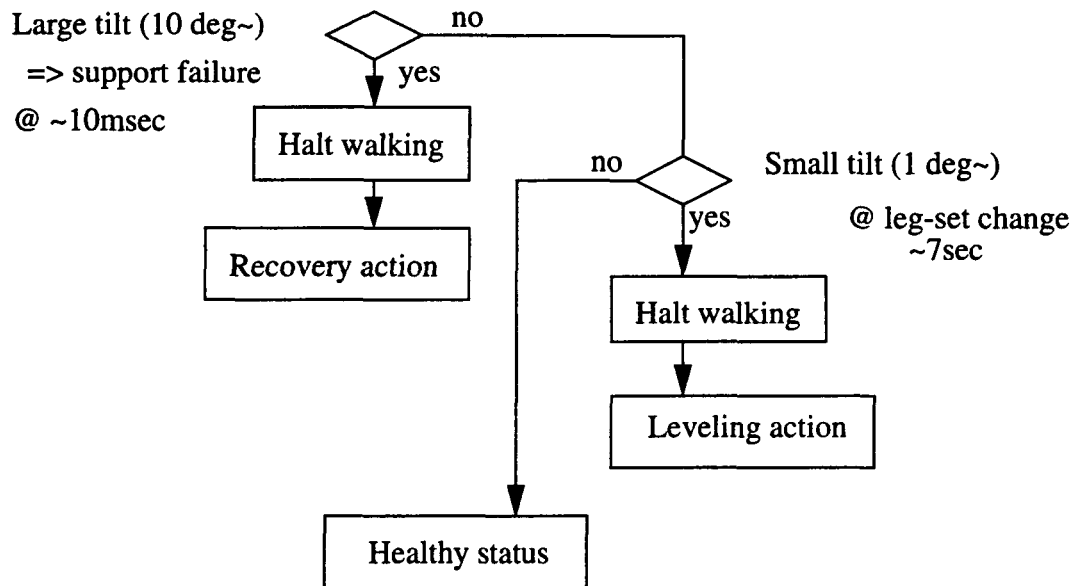 Large tilt (10 deg~)
=> support failure
@ ~10msec
no
yes
Halt walking
Recovery action
no
Small tilt (1 deg~)
@ leg-set change
~7sec
yes
Halt walking
Leveling action
Healthy status